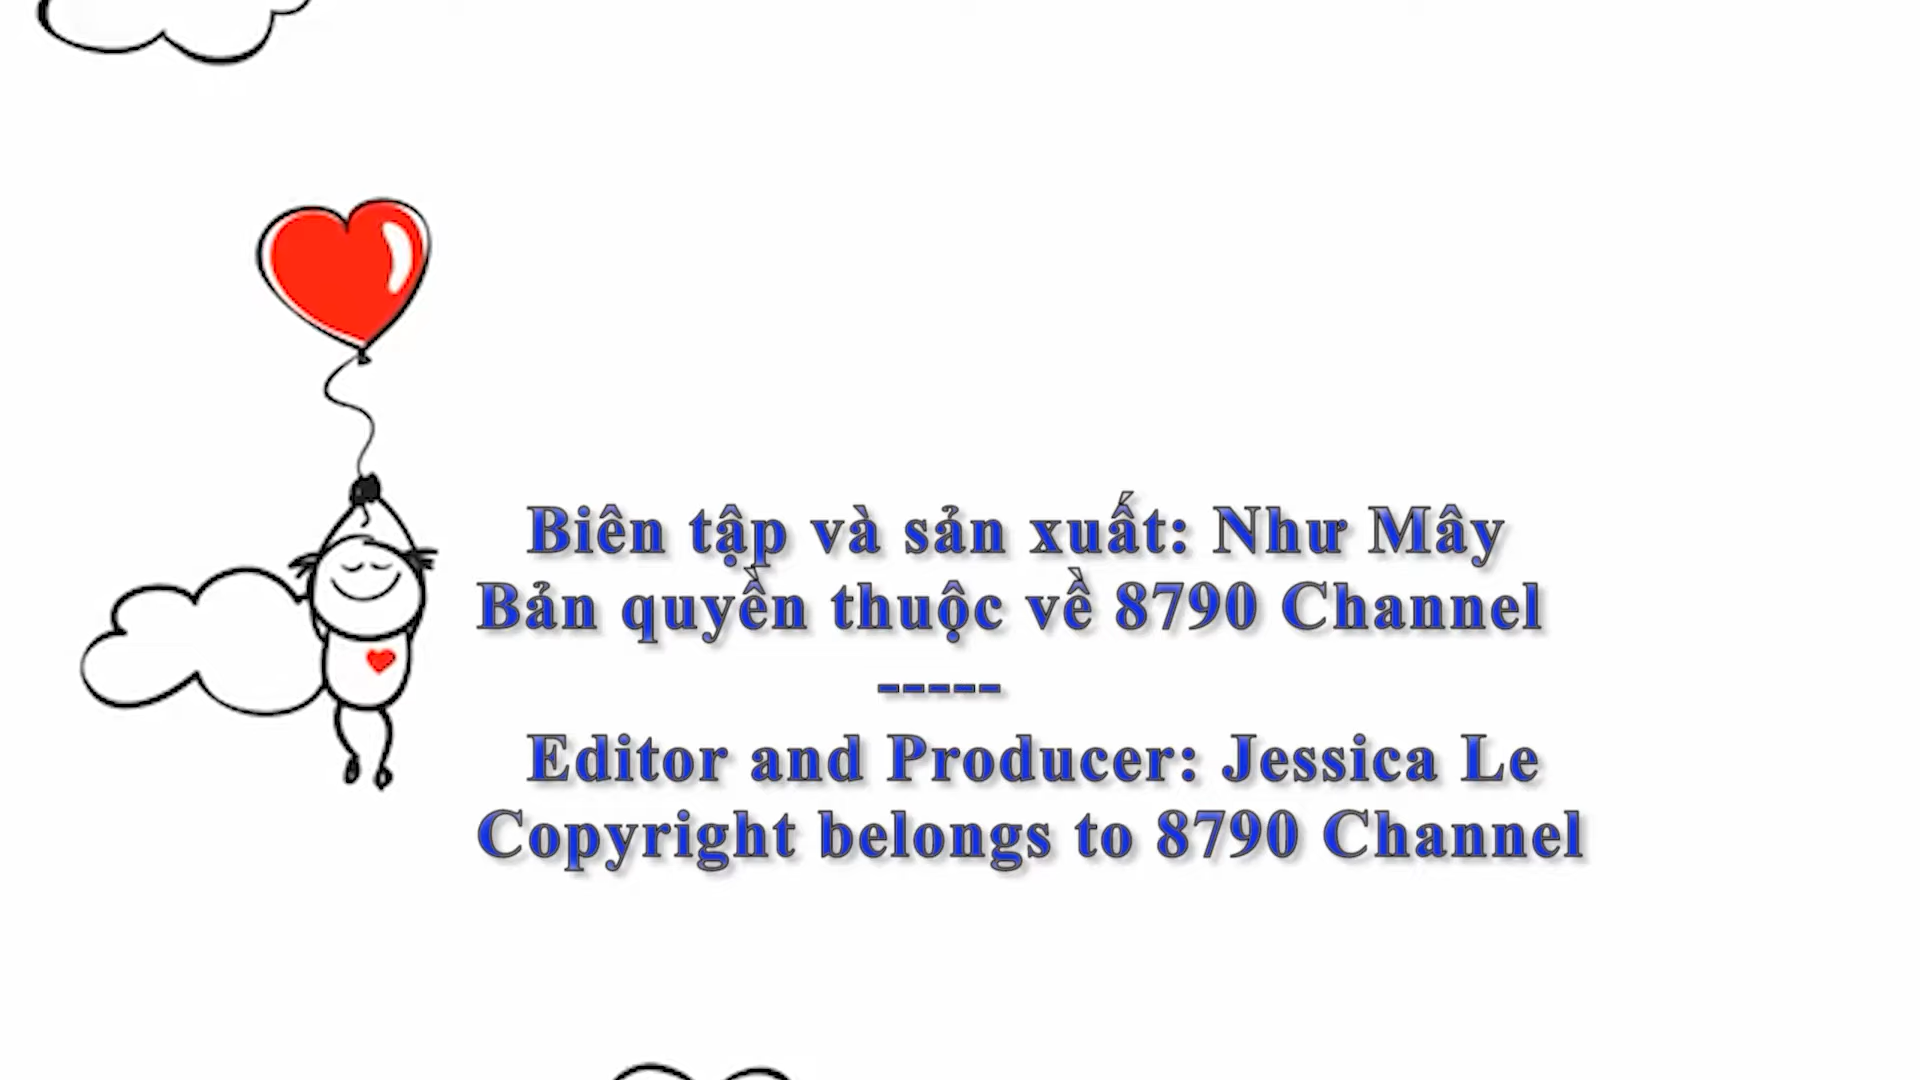 Biên tập và sản xuất: Như Mây
Bản quyền thuộc về 8790 Channel
-----
Editor and Producer: Jessica Le
Copyright belongs to 8790 Channel